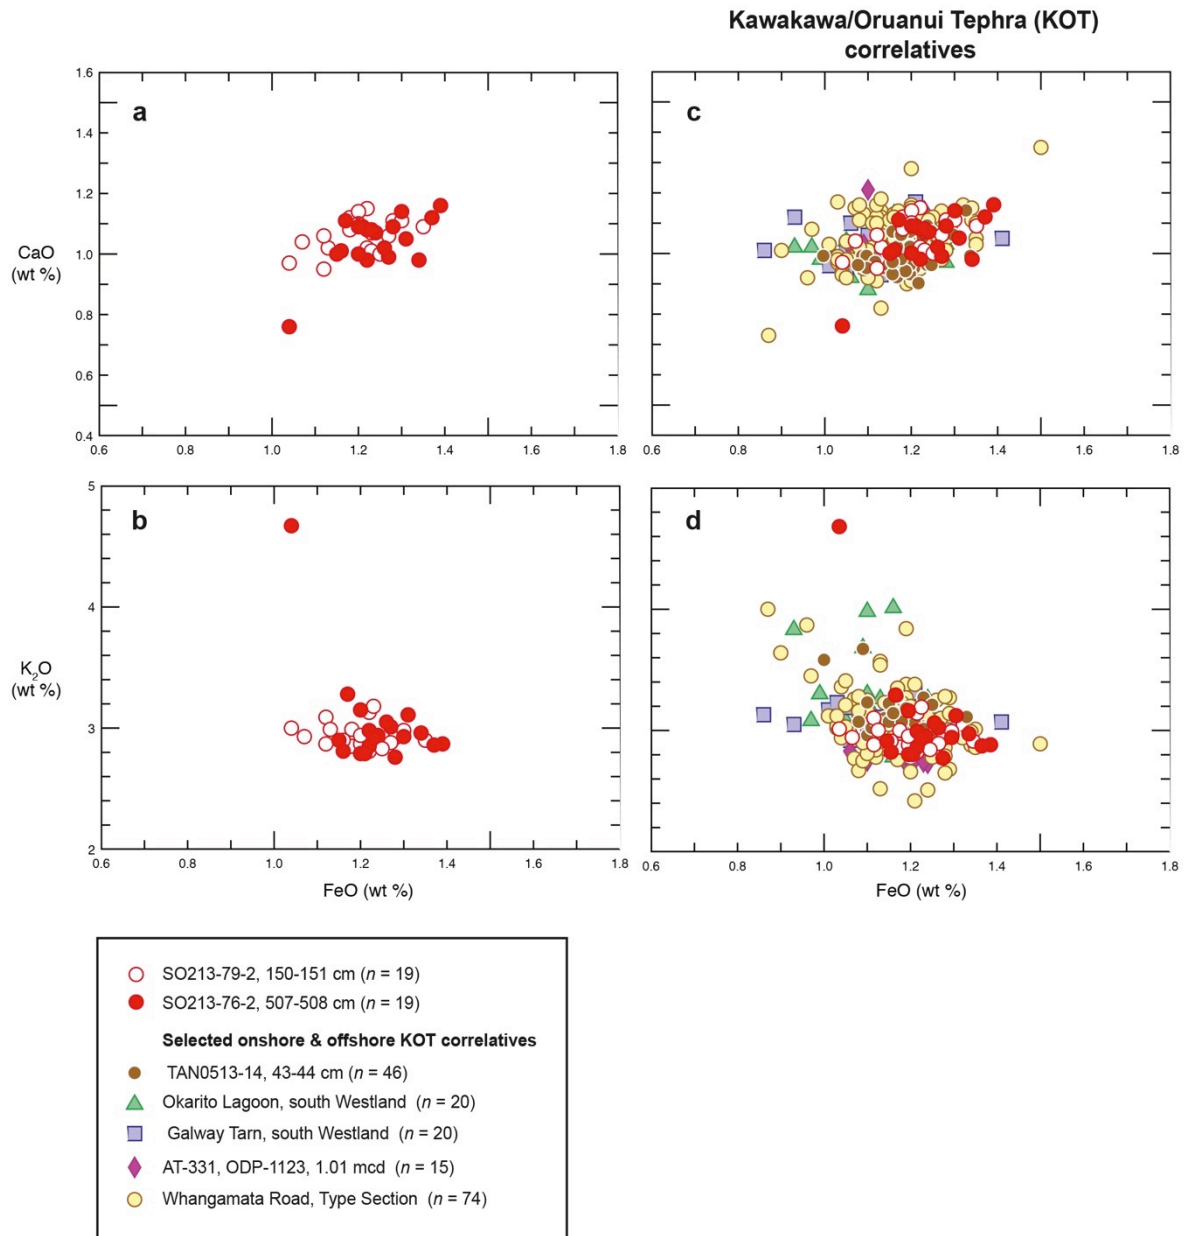 Kawakawa/Oruanui Tephra (KOT)
correlatives
a
1.6
1.4
1.2
1.0
0.8
0.6
0.4
CaO
(wt %)
0.6
1.0
1.2
1.4
1.6
1.8
c
0.6
0.8
1.0
1.2
1.4
1.6
1.8
b
5
4
3
2
K2O
(wt %)
0.6
0.8
1.0
1.2
1.4
1.6
1.8
FeO (wt %)
d
0.6
0.8
1.0
1.2
1.4
1.6
1.8
FeO (wt %)
SO213-79-2, 150-151 cm (n = 19)
SO213-76-2, 507-508 cm (n = 19)
Selected onshore & offshore KOT correlatives
TAN0513-14, 43-44 cm (n = 46)
Okarito Lagoon, south Westland (n = 20)
Galway Tarn, south Westland (n = 20)
AT-331, ODP-1123, 1.01 mcd (n = 15)
Whangamata Road, Type Section (n = 74)